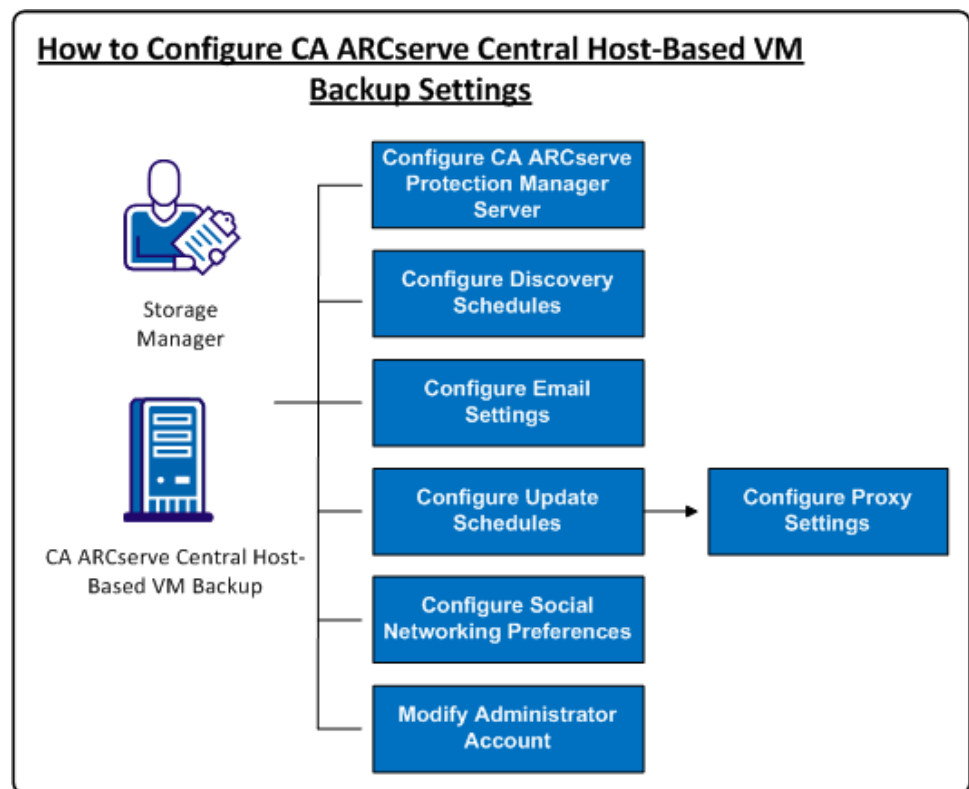 How to Configure CA ARCserve Central Host-Based VM
Backup Settings
Storage
Manager
CA ARCserve Central Host-
Based VM Backup
Configure CA ARCserve
Protection Manager
Server
Configure Discovery
Schedules
Configure Email
Settings
Configure Update
Schedules
Configure Proxy
Settings
Configure Social
Networking Preferences
Modify Administrator
Account